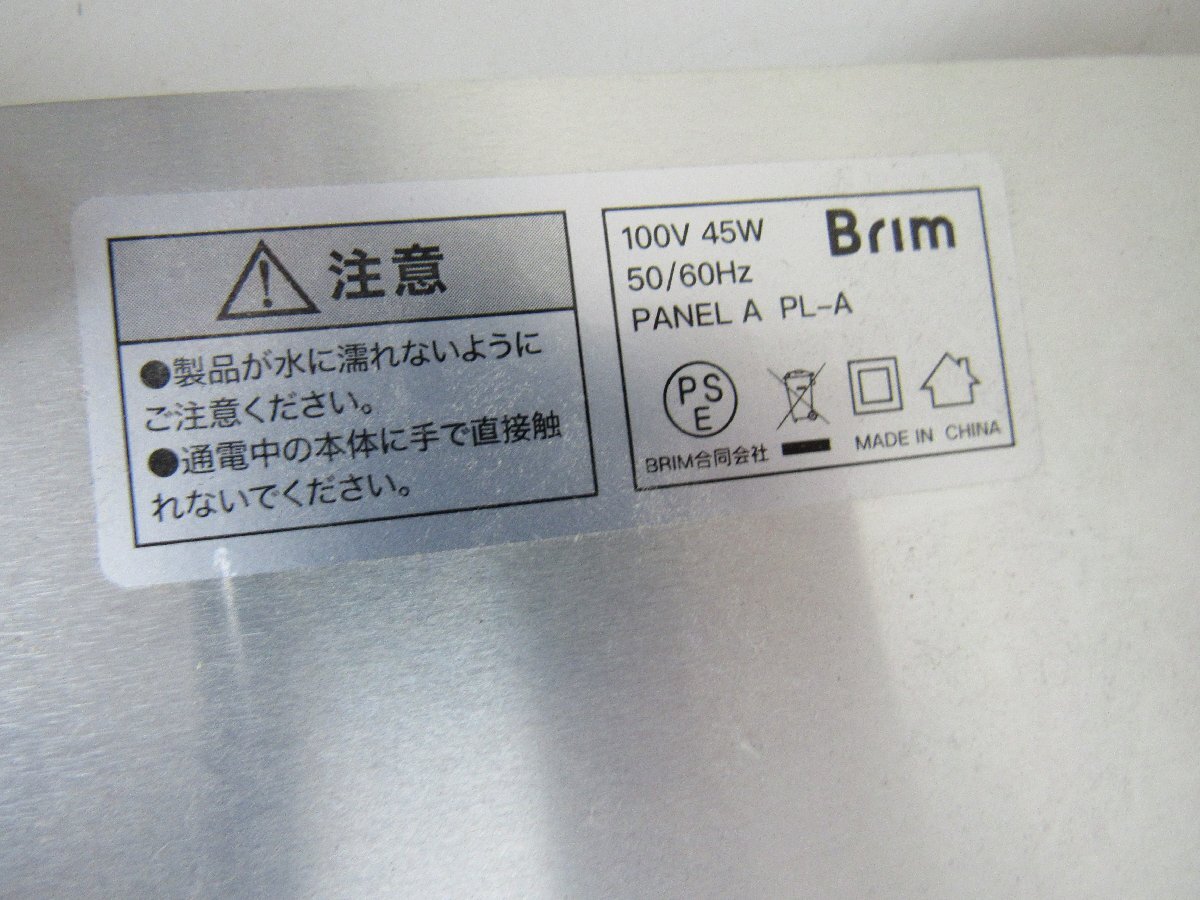 注意
●製品が水に濡れないように
ご注意ください。
●通電中の本体に手で直接触
れないでください。
100V 45W
Brim
50/60Hz
PANEL A PL-A
PS
E
BRIM合同会社
MADE IN CHINA